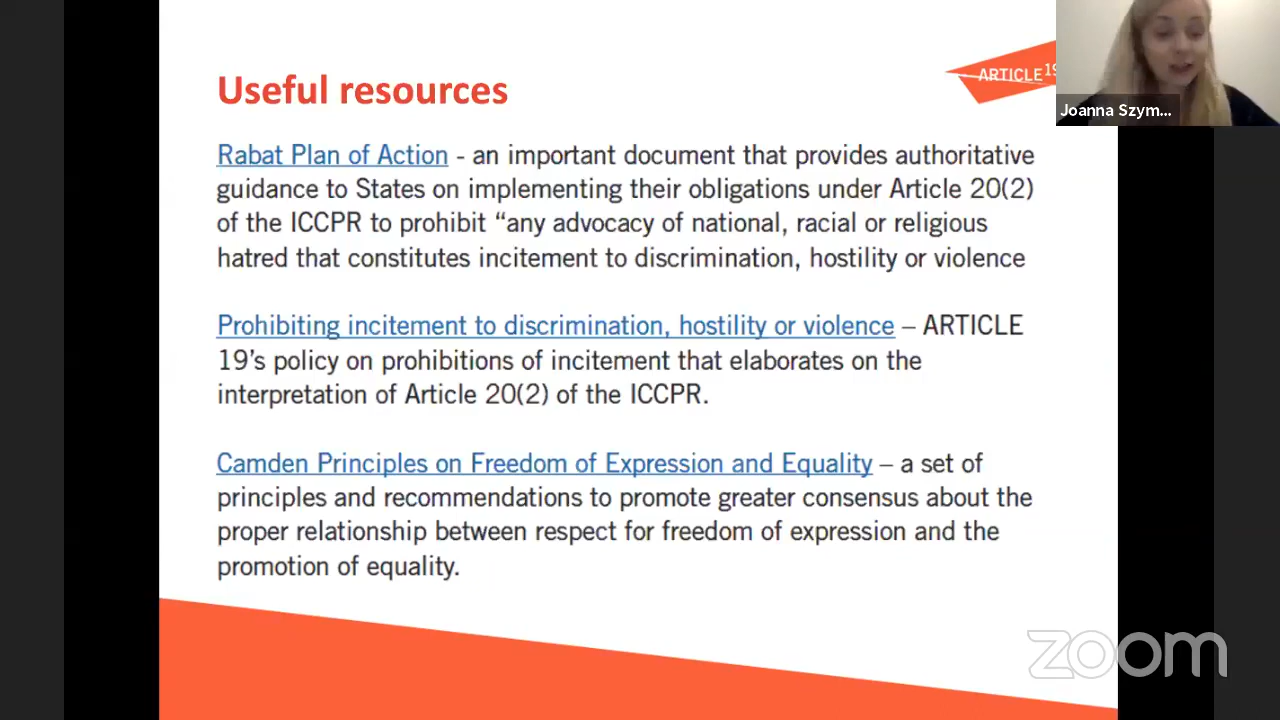 Useful resources
ARTICLE 19
Joanna Szym...
Rabat Plan of Action - an important document that provides authoritative
guidance to States on implementing their obligations under Article 20(2)
of the ICCPR to prohibit “any advocacy of national, racial or religious
hatred that constitutes incitement to discrimination, hostility or violence
Prohibiting incitement to discrimination, hostility or violence – ARTICLE
19’s policy on prohibitions of incitement that elaborates on the
interpretation of Article 20(2) of the ICCPR.
Camden Principles on Freedom of Expression and Equality – a set of
principles and recommendations to promote greater consensus about the
proper relationship between respect for freedom of expression and the
promotion of equality.
zoom